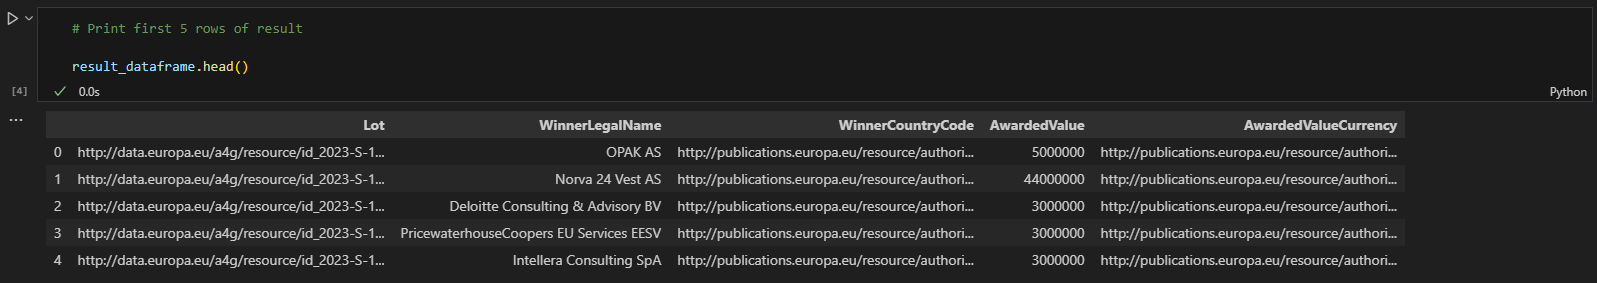 # Print first 5 rows of result
result_dataframe.head()
[4] 0.0s Python
...
Lot WinnerLegalName WinnerCountryCode AwardedValue AwardedValueCurrency
0 http://data.europa.eu/a4g/resource/id_2023-S-1... OPAK AS http://publications.europa.eu/resource/authori... 5000000 http://publications.europa.eu/resource/authori...
1 http://data.europa.eu/a4g/resource/id_2023-S-1... Norva 24 Vest AS http://publications.europa.eu/resource/authori... 44000000 http://publications.europa.eu/resource/authori...
2 http://data.europa.eu/a4g/resource/id_2023-S-1... Deloitte Consulting & Advisory BV http://publications.europa.eu/resource/authori... 3000000 http://publications.europa.eu/resource/authori...
3 http://data.europa.eu/a4g/resource/id_2023-S-1... PricewaterhouseCoopers EU Services EESV http://publications.europa.eu/resource/authori... 3000000 http://publications.europa.eu/resource/authori...
4 http://data.europa.eu/a4g/resource/id_2023-S-1... Intellera Consulting SpA http://publications.europa.eu/resource/authori... 3000000 http://publications.europa.eu/resource/authori...